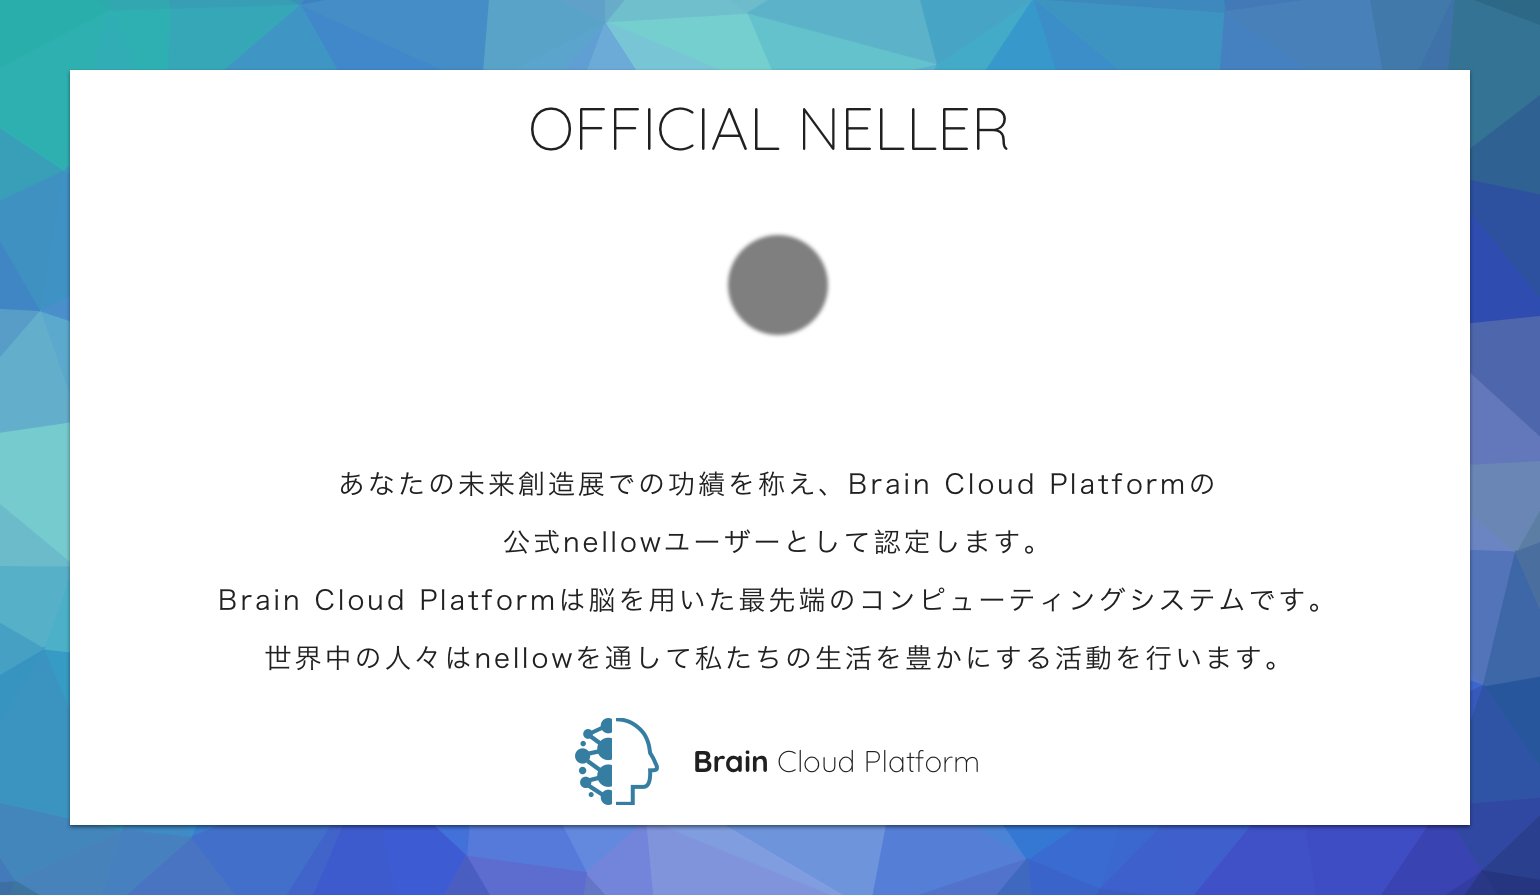 OFFICIAL NELLER
あなたの未来創造展での功績を称え、Brain Cloud Platformの
公式nellowユーザーとして認定します。
Brain Cloud Platformは脳を用いた最先端のコンピューティングシステムです。
世界中の人々はnellowを通して私たちの生活を豊かにする活動を行います。
Brain Cloud Platform